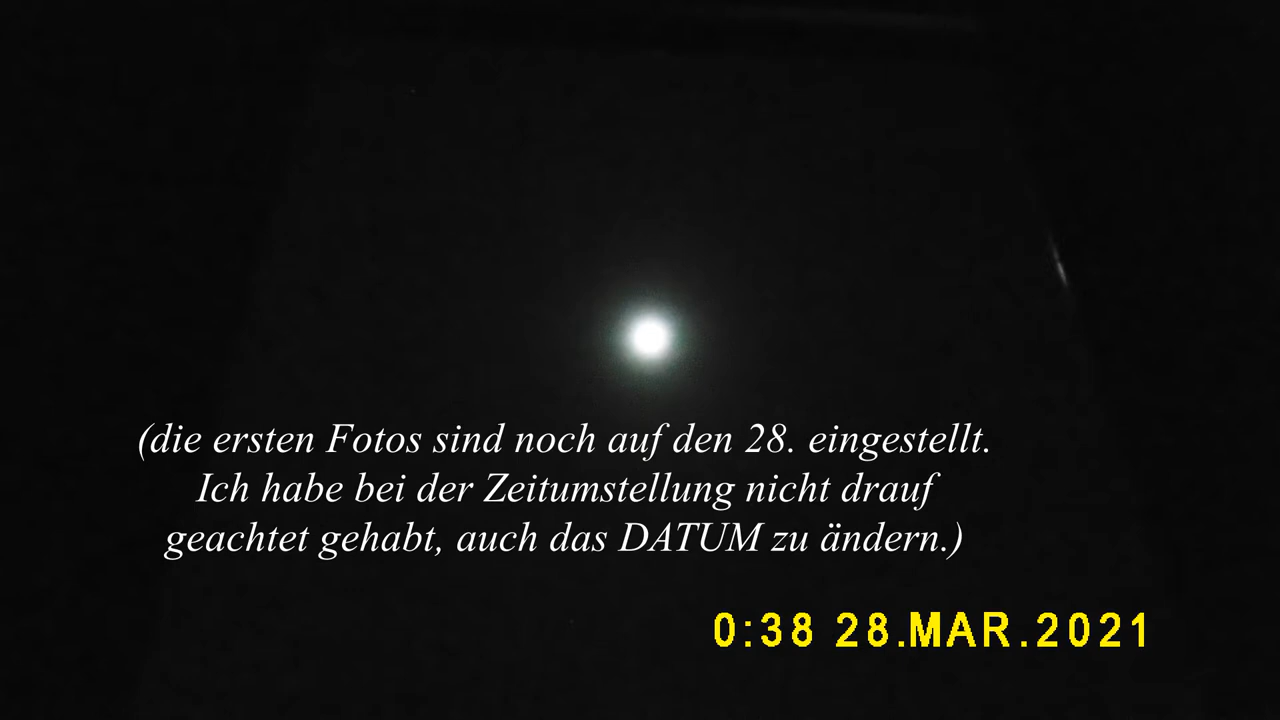 (die ersten Fotos sind noch auf den 28. eingestellt.
Ich habe bei der Zeitumstellung nicht drauf
geachtet gehabt, auch das DATUM zu ändern.)
0:38 28.MAR.2021